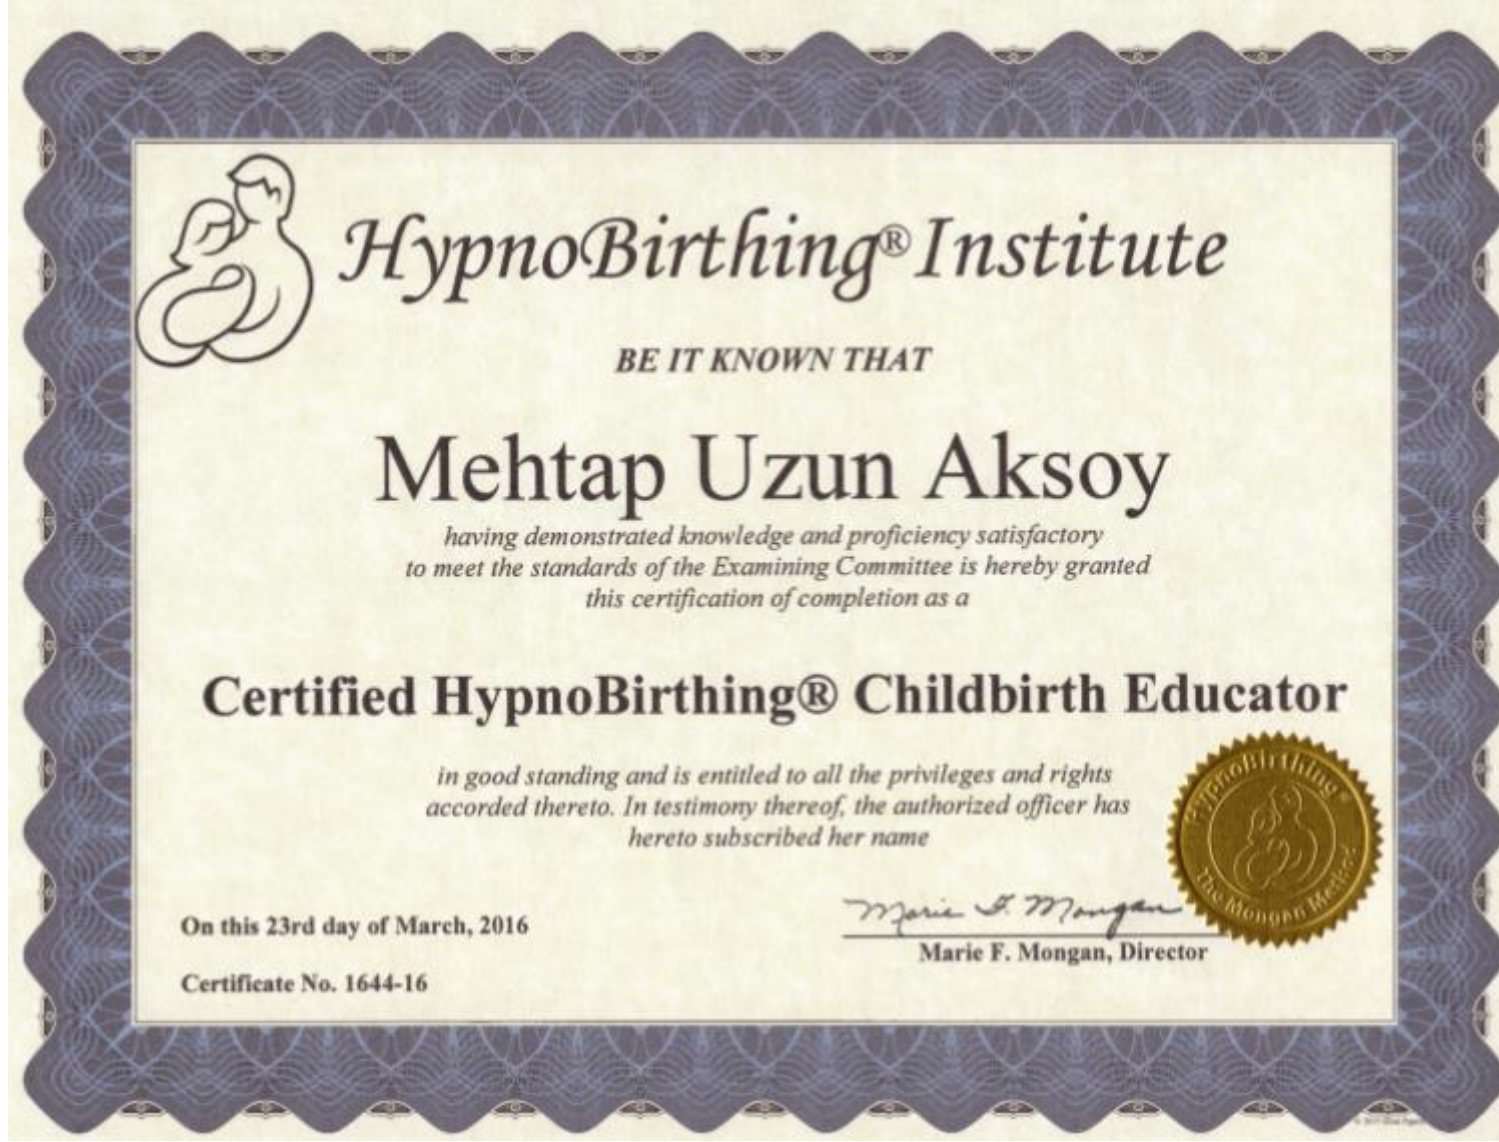 HypnoBirthing® Institute
BE IT KNOWN THAT
Mehtap Uzun Aksoy
having demonstrated knowledge and proficiency satisfactory
to meet the standards of the Examining Committee is hereby granted
this certification of completion as a
Certified HypnoBirthing® Childbirth Educator
in good standing and is entitled to all the privileges and rights
accorded thereto. In testimony thereof, the authorized officer has
hereto subscribed her name
HypnoBirthing®
The Mongan Method
Marie F. Mongan
On this 23rd day of March, 2016
Marie F. Mongan, Director
Certificate No. 1644-16